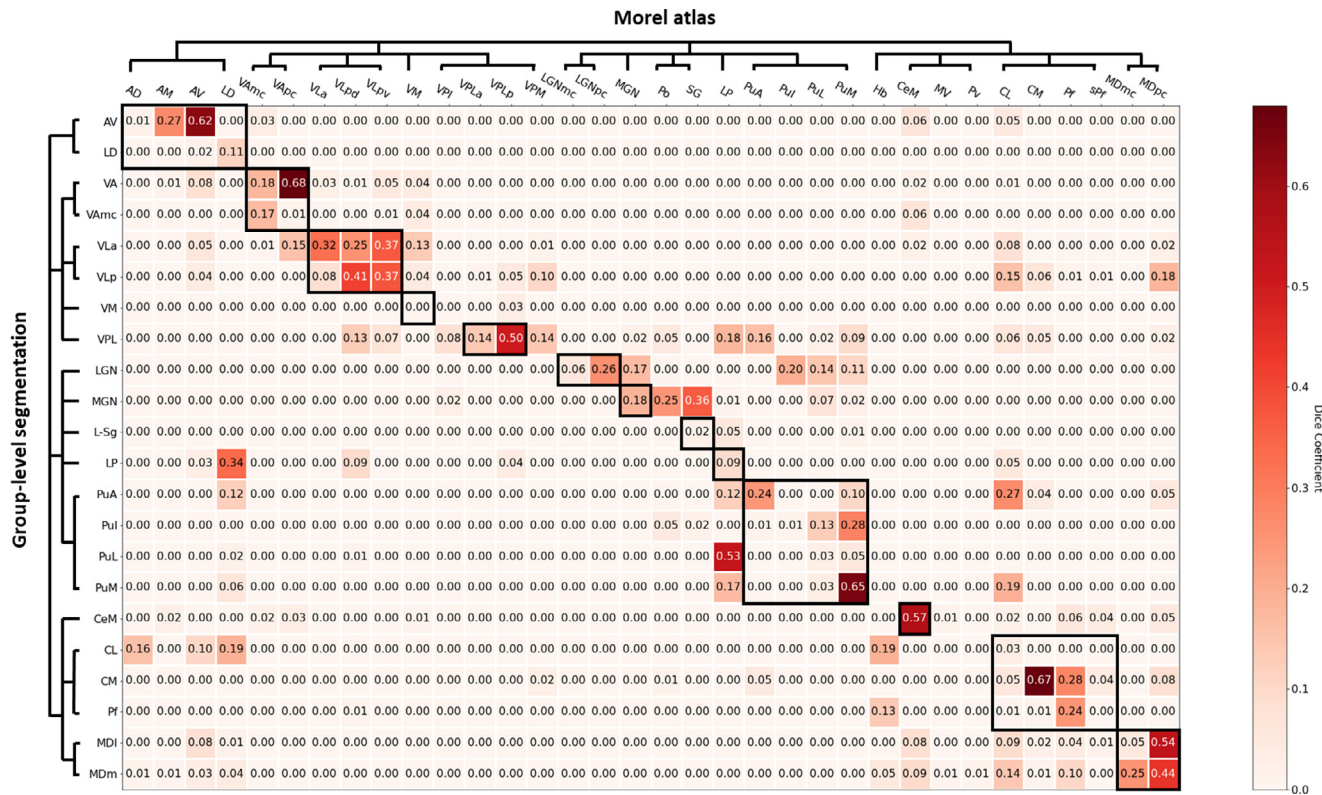 Morel atlas
AD AM AV LD VAmc VApc VLa VLpd VLpv VM VPI VPLa VPLp VPM LGNmc LGNpc MGN Po SG LP PuA PuI PuL PuM Hb CeM MV Pv CL CM Pf sPf MDmc MDpc
Group-level segmentation
AV 0.01 0.27 0.62 0.00 0.03 0.00 0.00 0.00 0.00 0.00 0.00 0.00 0.00 0.00 0.00 0.00 0.00 0.00 0.00 0.00 0.00 0.00 0.00 0.00 0.00 0.06 0.00 0.00 0.05 0.00 0.00 0.00 0.00 0.00
LD 0.00 0.00 0.02 0.11 0.00 0.00 0.00 0.00 0.00 0.00 0.00 0.00 0.00 0.00 0.00 0.00 0.00 0.00 0.00 0.00 0.00 0.00 0.00 0.00 0.00 0.00 0.00 0.00 0.00 0.00 0.00 0.00 0.00 0.00
VA 0.00 0.01 0.08 0.00 0.18 0.68 0.03 0.01 0.05 0.04 0.00 0.00 0.00 0.00 0.00 0.00 0.00 0.00 0.00 0.00 0.00 0.00 0.00 0.00 0.00 0.02 0.00 0.00 0.01 0.00 0.00 0.00 0.00 0.00
VAmc 0.00 0.00 0.00 0.00 0.17 0.01 0.00 0.00 0.01 0.04 0.00 0.00 0.00 0.00 0.00 0.00 0.00 0.00 0.00 0.00 0.00 0.00 0.00 0.00 0.00 0.06 0.00 0.00 0.00 0.00 0.00 0.00 0.00 0.00
VLa 0.00 0.00 0.05 0.00 0.01 0.15 0.32 0.25 0.37 0.13 0.00 0.00 0.00 0.01 0.00 0.00 0.00 0.00 0.00 0.00 0.00 0.00 0.00 0.00 0.00 0.02 0.00 0.00 0.08 0.00 0.00 0.00 0.00 0.02
VLp 0.00 0.00 0.04 0.00 0.00 0.00 0.08 0.41 0.37 0.04 0.00 0.01 0.05 0.10 0.00 0.00 0.00 0.00 0.00 0.00 0.00 0.00 0.00 0.00 0.00 0.00 0.00 0.00 0.15 0.06 0.01 0.01 0.00 0.18
VM 0.00 0.00 0.00 0.00 0.00 0.00 0.00 0.00 0.00 0.00 0.00 0.00 0.03 0.00 0.00 0.00 0.00 0.00 0.00 0.00 0.00 0.00 0.00 0.00 0.00 0.00 0.00 0.00 0.00 0.00 0.00 0.00 0.00 0.00
VPL 0.00 0.00 0.00 0.00 0.00 0.00 0.00 0.13 0.07 0.00 0.08 0.14 0.50 0.14 0.00 0.00 0.02 0.05 0.00 0.18 0.16 0.00 0.02 0.09 0.00 0.00 0.00 0.00 0.06 0.05 0.00 0.00 0.00 0.02
LGN 0.00 0.00 0.00 0.00 0.00 0.00 0.00 0.00 0.00 0.00 0.00 0.00 0.00 0.00 0.06 0.26 0.17 0.00 0.00 0.00 0.00 0.20 0.14 0.11 0.00 0.00 0.00 0.00 0.00 0.00 0.00 0.00 0.00 0.00
MGN 0.00 0.00 0.00 0.00 0.00 0.00 0.00 0.00 0.00 0.00 0.02 0.00 0.00 0.00 0.00 0.00 0.18 0.25 0.36 0.01 0.00 0.00 0.07 0.02 0.00 0.00 0.00 0.00 0.00 0.00 0.00 0.00 0.00 0.00
L-Sg 0.00 0.00 0.00 0.00 0.00 0.00 0.00 0.00 0.00 0.00 0.00 0.00 0.00 0.00 0.00 0.00 0.00 0.00 0.02 0.05 0.00 0.00 0.00 0.01 0.00 0.00 0.00 0.00 0.00 0.00 0.00 0.00 0.00 0.00
LP 0.00 0.00 0.03 0.34 0.00 0.00 0.00 0.09 0.00 0.00 0.00 0.00 0.04 0.00 0.00 0.00 0.00 0.00 0.00 0.09 0.00 0.00 0.00 0.00 0.00 0.00 0.00 0.00 0.05 0.00 0.00 0.00 0.00 0.00
PuA 0.00 0.00 0.00 0.12 0.00 0.00 0.00 0.00 0.00 0.00 0.00 0.00 0.00 0.00 0.00 0.00 0.00 0.00 0.00 0.12 0.24 0.00 0.00 0.10 0.00 0.00 0.00 0.00 0.27 0.04 0.00 0.00 0.00 0.05
PuI 0.00 0.00 0.00 0.00 0.00 0.00 0.00 0.00 0.00 0.00 0.00 0.00 0.00 0.00 0.00 0.00 0.00 0.05 0.02 0.00 0.01 0.01 0.13 0.28 0.00 0.00 0.00 0.00 0.00 0.00 0.00 0.00 0.00 0.00
PuL 0.00 0.00 0.00 0.02 0.00 0.00 0.00 0.01 0.00 0.00 0.00 0.00 0.00 0.00 0.00 0.00 0.00 0.00 0.00 0.53 0.00 0.00 0.03 0.05 0.00 0.00 0.00 0.00 0.00 0.00 0.00 0.00 0.00 0.00
PuM 0.00 0.00 0.00 0.06 0.00 0.00 0.00 0.00 0.00 0.00 0.00 0.00 0.00 0.00 0.00 0.00 0.00 0.00 0.00 0.17 0.00 0.00 0.03 0.65 0.00 0.00 0.00 0.00 0.19 0.00 0.00 0.00 0.00 0.00
CeM 0.00 0.02 0.00 0.00 0.02 0.03 0.00 0.00 0.00 0.01 0.00 0.00 0.00 0.00 0.00 0.00 0.00 0.00 0.00 0.00 0.00 0.00 0.00 0.00 0.00 0.57 0.01 0.00 0.02 0.00 0.06 0.04 0.00 0.05
CL 0.16 0.00 0.10 0.19 0.00 0.00 0.00 0.00 0.00 0.00 0.00 0.00 0.00 0.00 0.00 0.00 0.00 0.00 0.00 0.00 0.00 0.00 0.00 0.00 0.19 0.00 0.00 0.00 0.03 0.00 0.00 0.00 0.00 0.00
CM 0.00 0.00 0.00 0.00 0.00 0.00 0.00 0.00 0.00 0.00 0.00 0.00 0.00 0.02 0.00 0.00 0.00 0.01 0.00 0.00 0.05 0.00 0.00 0.00 0.00 0.00 0.00 0.00 0.05 0.67 0.28 0.04 0.00 0.08
Pf 0.00 0.00 0.00 0.00 0.00 0.00 0.00 0.01 0.00 0.00 0.00 0.00 0.00 0.00 0.00 0.00 0.00 0.00 0.00 0.00 0.00 0.00 0.00 0.00 0.13 0.00 0.00 0.00 0.01 0.01 0.24 0.00 0.00 0.00
MDl 0.00 0.00 0.08 0.01 0.00 0.00 0.00 0.00 0.00 0.00 0.00 0.00 0.00 0.00 0.00 0.00 0.00 0.00 0.00 0.00 0.00 0.00 0.00 0.00 0.00 0.08 0.00 0.00 0.09 0.02 0.04 0.01 0.05 0.54
MDm 0.01 0.01 0.03 0.04 0.00 0.00 0.00 0.00 0.00 0.00 0.00 0.00 0.00 0.00 0.00 0.00 0.00 0.00 0.00 0.00 0.00 0.00 0.00 0.00 0.05 0.09 0.01 0.01 0.14 0.01 0.10 0.00 0.25 0.44
0.6
0.5
0.4
0.3
0.2
0.1
0.0
Dice Coefficient